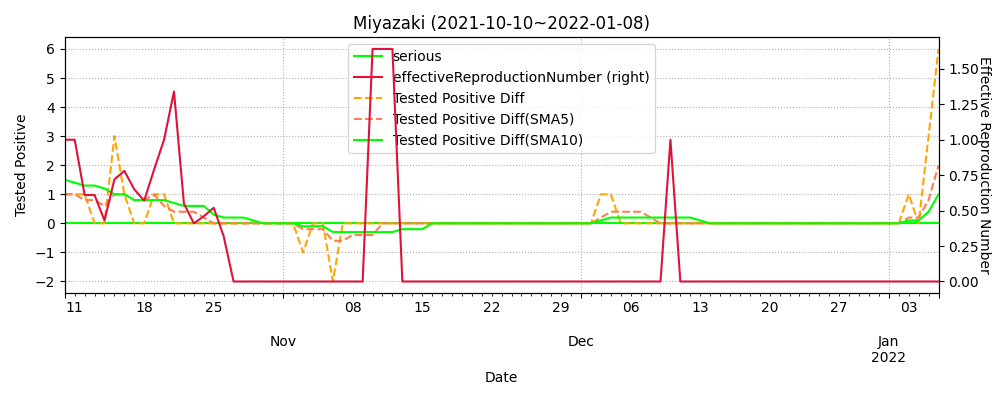 Miyazaki (2021-10-10~2022-01-08)
serious
effectiveReproductionNumber (right)
Tested Positive Diff
Tested Positive Diff(SMA5)
Tested Positive Diff(SMA10)
Tested Positive
6
5
4
3
2
1
0
−1
−2
Effective Reproduction Number
1.50
1.25
1.00
0.75
0.50
0.25
0.00
11 18 25 08 15 22 29 06 13 20 27 03
Nov Dec Jan
2022
Date